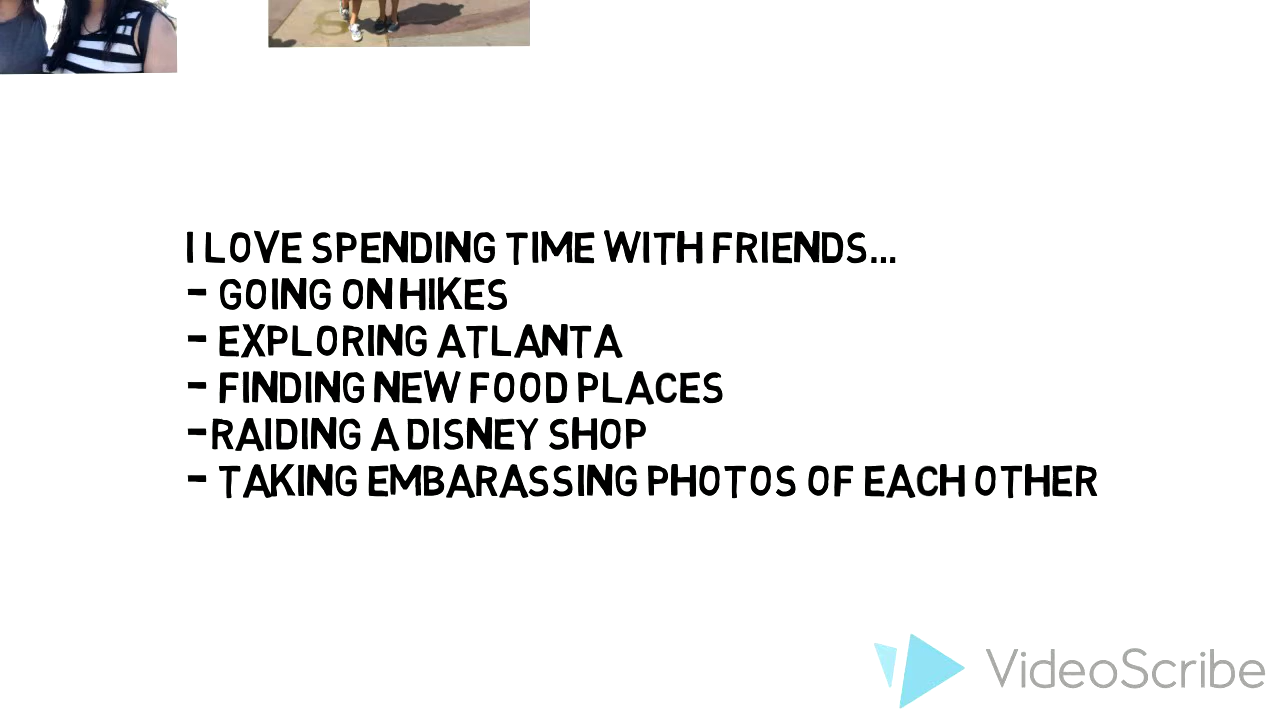 I LOVE SPENDING TIME WITH FRIENDS...
- GOING ON HIKES
- EXPLORING ATLANTA
- FINDING NEW FOOD PLACES
-RAIDING A DISNEY SHOP
- TAKING EMBARASSING PHOTOS OF EACH OTHER
VideoScribe